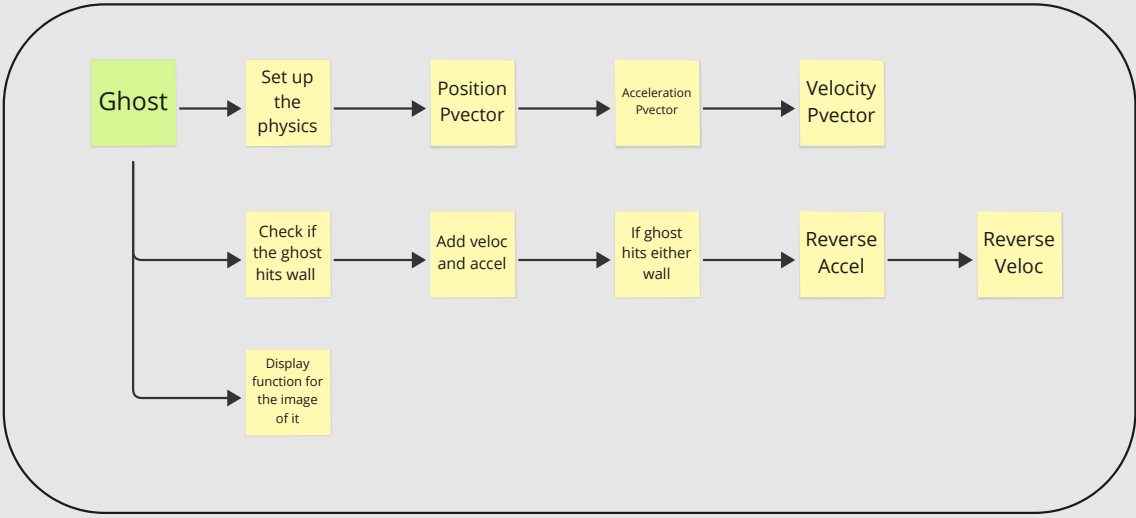 Ghost
Set up
the
physics
Position
Pvector
Acceleration
Pvector
Velocity
Pvector
Check if
the ghost
hits wall
Add veloc
and accel
If ghost
hits either
wall
Reverse
Accel
Reverse
Veloc
Display
function for
the image
of it